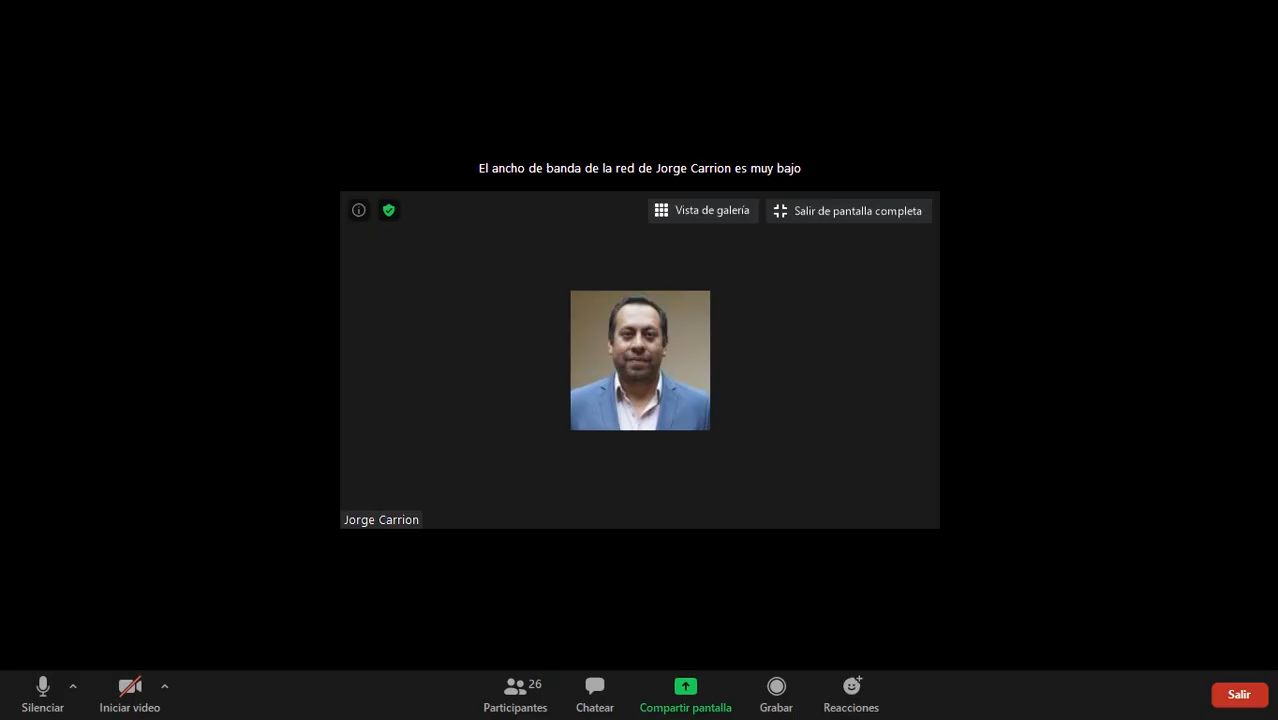 El ancho de banda de la red de Jorge Carrion es muy bajo
Vista de galería
Salir de pantalla completa
Jorge Carrion
Silenciar
Iniciar video
26
Participantes
Chatear
Compartir pantalla
Grabar
Reacciones
Salir